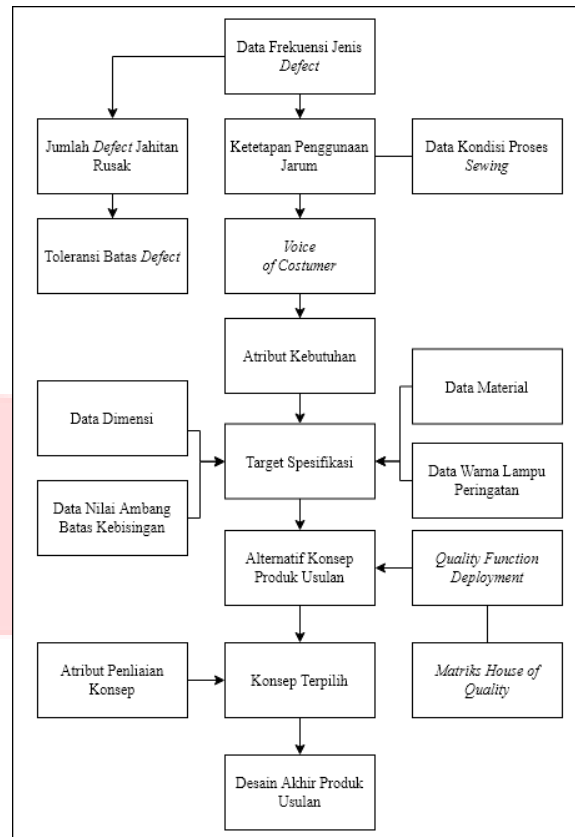 Data Frekuensi Jenis
Defect
Jumlah Defect Jahitan
Rusak
Ketetapan Penggunaan
Jarum
Data Kondisi Proses
Sewing
Toleransi Batas Defect
Voice
of Costumer
Atribut Kebutuhan
Data Dimensi
Data Material
Target Spesifikasi
Data Nilai Ambang
Batas Kebisingan
Data Warna Lampu
Peringatan
Alternatif Konsep
Produk Usulan
Quality Function
Deployment
Atribut Penliaian
Konsep
Konsep Terpilih
Matriks House of
Quality
Desain Akhir Produk
Usulan